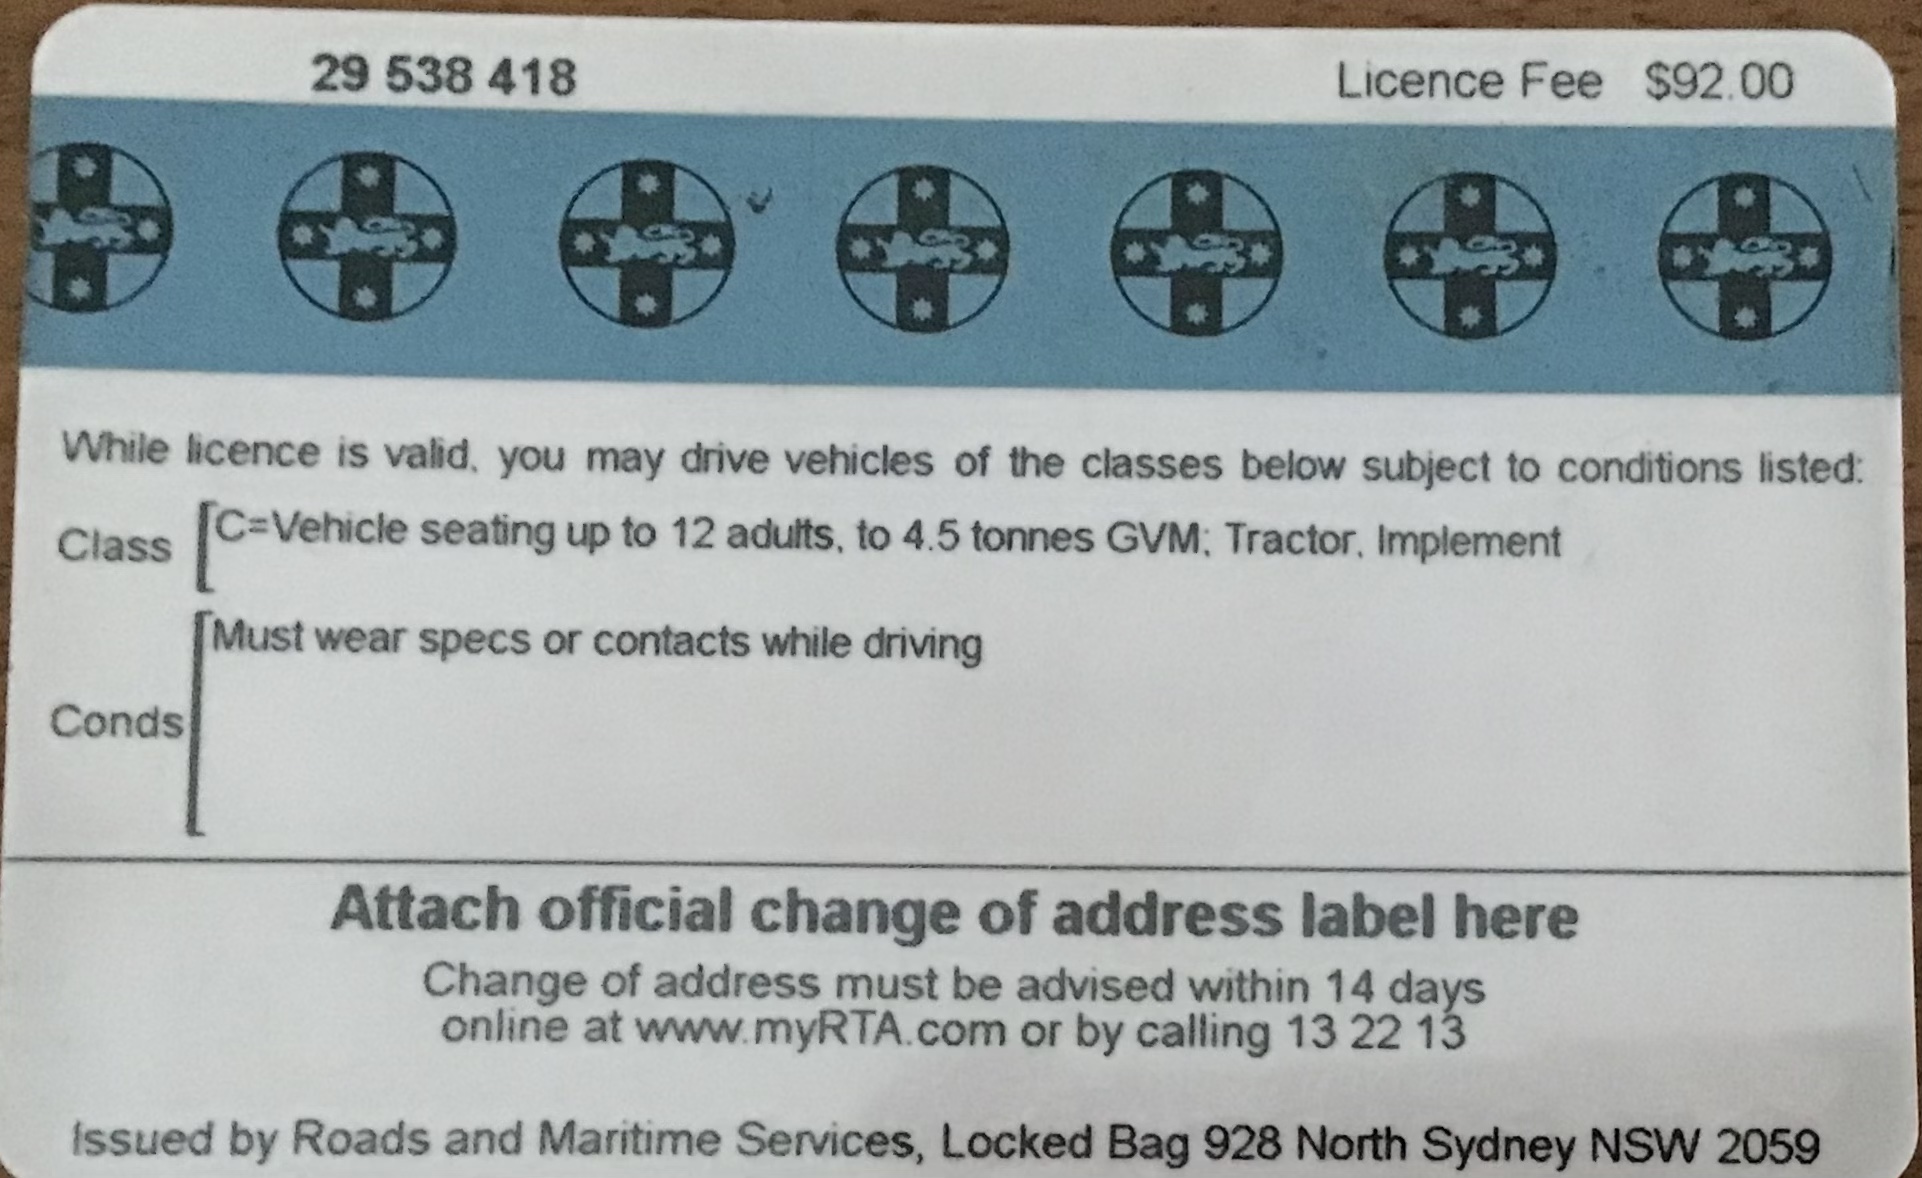 29 538 418 Licence Fee $92.00
While licence is valid, you may drive vehicles of the classes below subject to conditions listed:
Class C=Vehicle seating up to 12 adults, to 4.5 tonnes GVM; Tractor, Implement
Must wear specs or contacts while driving
Conds
Attach official change of address label here
Change of address must be advised within 14 days
online at www.myRTA.com or by calling 13 22 13
Issued by Roads and Maritime Services, Locked Bag 928 North Sydney NSW 2059